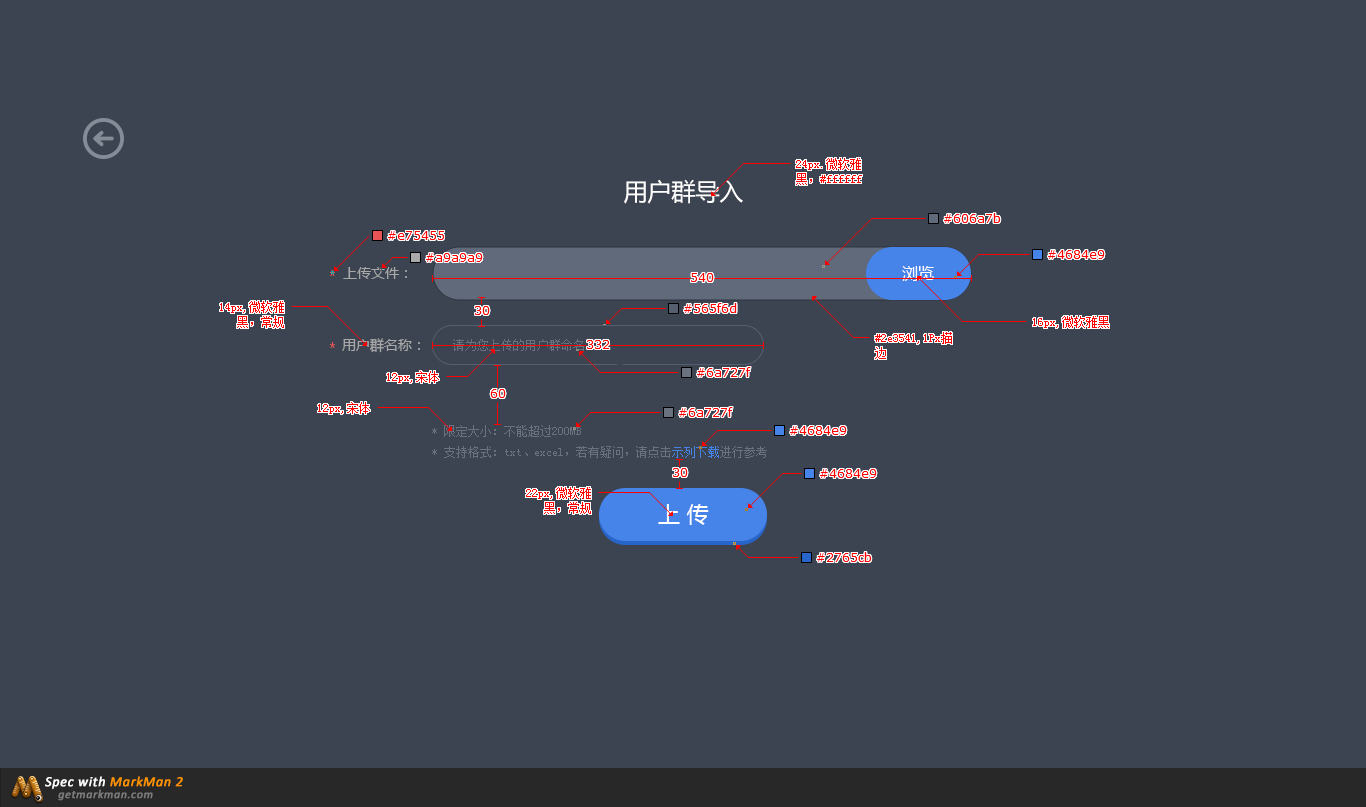 24px.微软雅
黑，#ffffff
用户群导入
#606a7b
#e75455
#4684e9
#a9a9a9
* 上传文件：
浏览
540
14px,微软雅
黑，常规
30
#565f6d
16px,微软雅黑
#2e3541,1Px描
边
* 用户群名称：
请为您上传的用户群命名
332
12px,宋体
#6a727f
60
12px,宋体
#6a727f
* 限定大小：不能超过200MB
#4684e9
* 支持格式：txt、excel，若有疑问，请点击示列下载进行参考
30
#4684e9
22px,微软雅
黑，常规
上 传
#2765cb
Spec with MarkMan 2
getmarkman.com